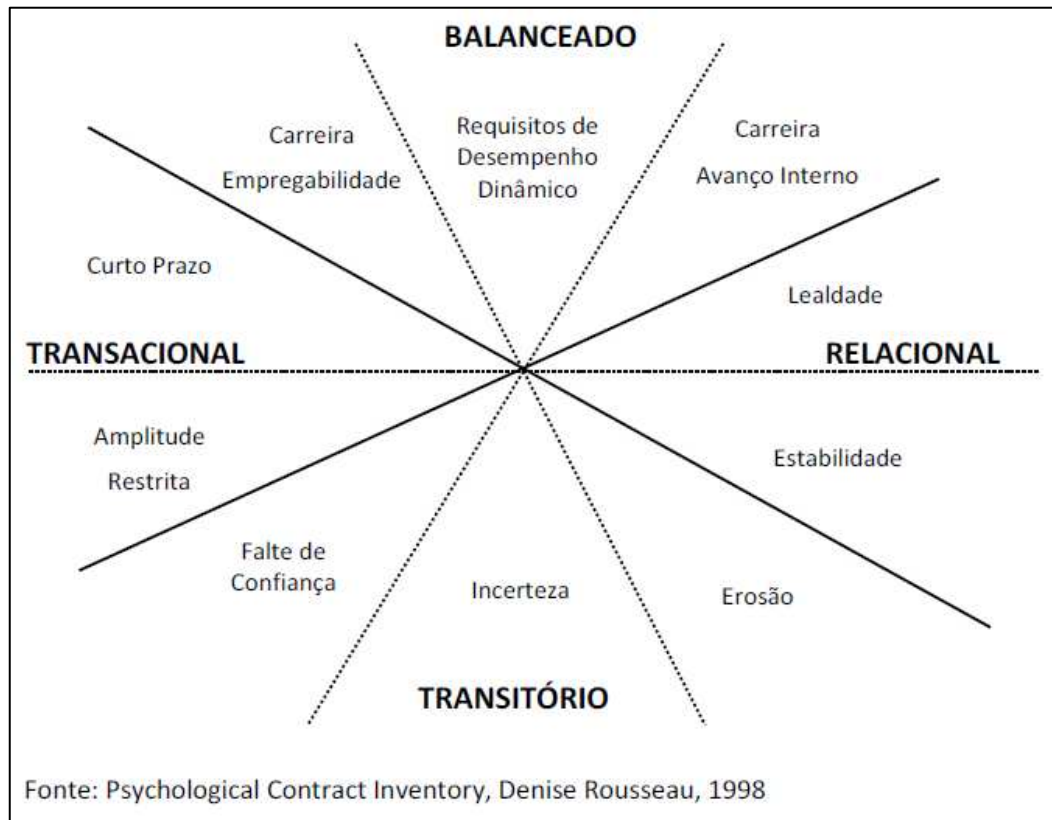 BALANCEADO
Carreira
Empregabilidade
Requisitos de
Desempenho
Dinâmico
Carreira
Avanço Interno
Curto Prazo
Lealdade
TRANSACIONAL
RELACIONAL
Amplitude
Restrita
Estabilidade
Falte de
Confiança
Incerteza
Erosão
TRANSITÓRIO
Fonte: Psychological Contract Inventory, Denise Rousseau, 1998